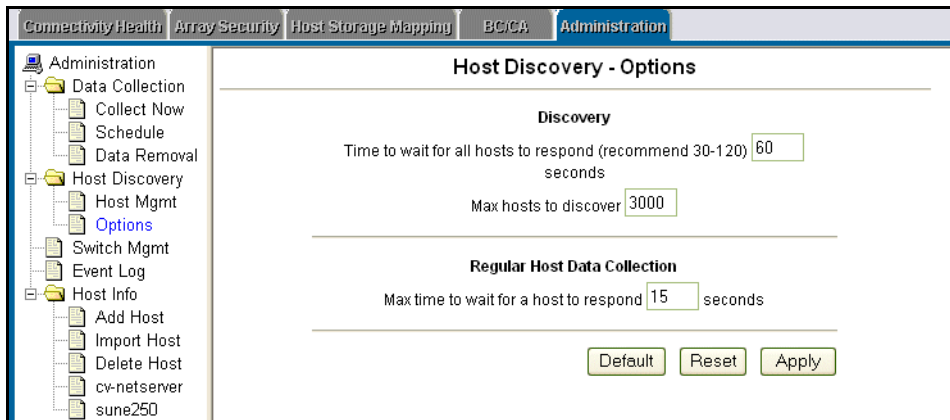 Connectivity Health Array Security Host Storage Mapping BC/CA Administration
Administration
Data Collection
Collect Now
Schedule
Data Removal
Host Discovery
Host Mgmt
Options
Switch Mgmt
Event Log
Host Info
Add Host
Import Host
Delete Host
cv-netserver
sune250
Host Discovery - Options
Discovery
Time to wait for all hosts to respond (recommend 30-120) 60
seconds
Max hosts to discover 3000
Regular Host Data Collection
Max time to wait for a host to respond 15 seconds
Default Reset Apply